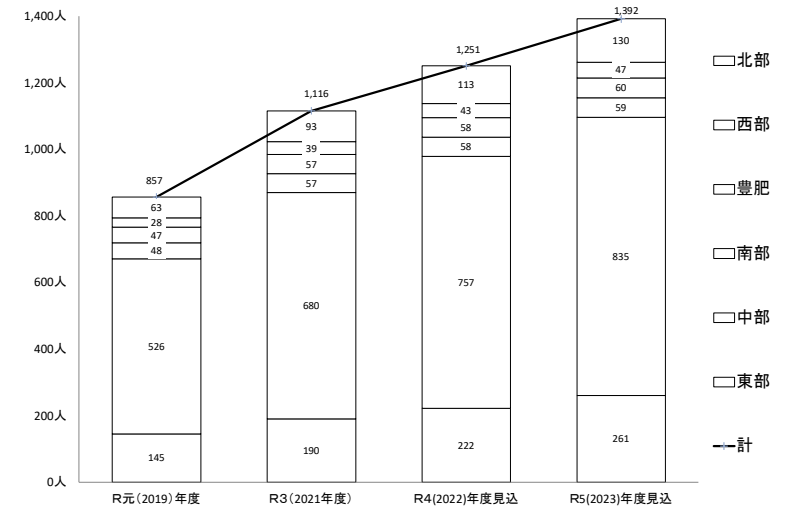 1,400人
1,200人
1,000人
800人
600人
400人
200人
0人
857
63
28
47
48
526
145
1,116
93
39
57
57
680
190
1,251
113
43
58
58
757
222
1,392
130
47
60
59
835
261
R元(2019)年度
R3(2021年度)
R4(2022)年度見込
R5(2023)年度見込
北部
西部
豊肥
南部
中部
東部
計